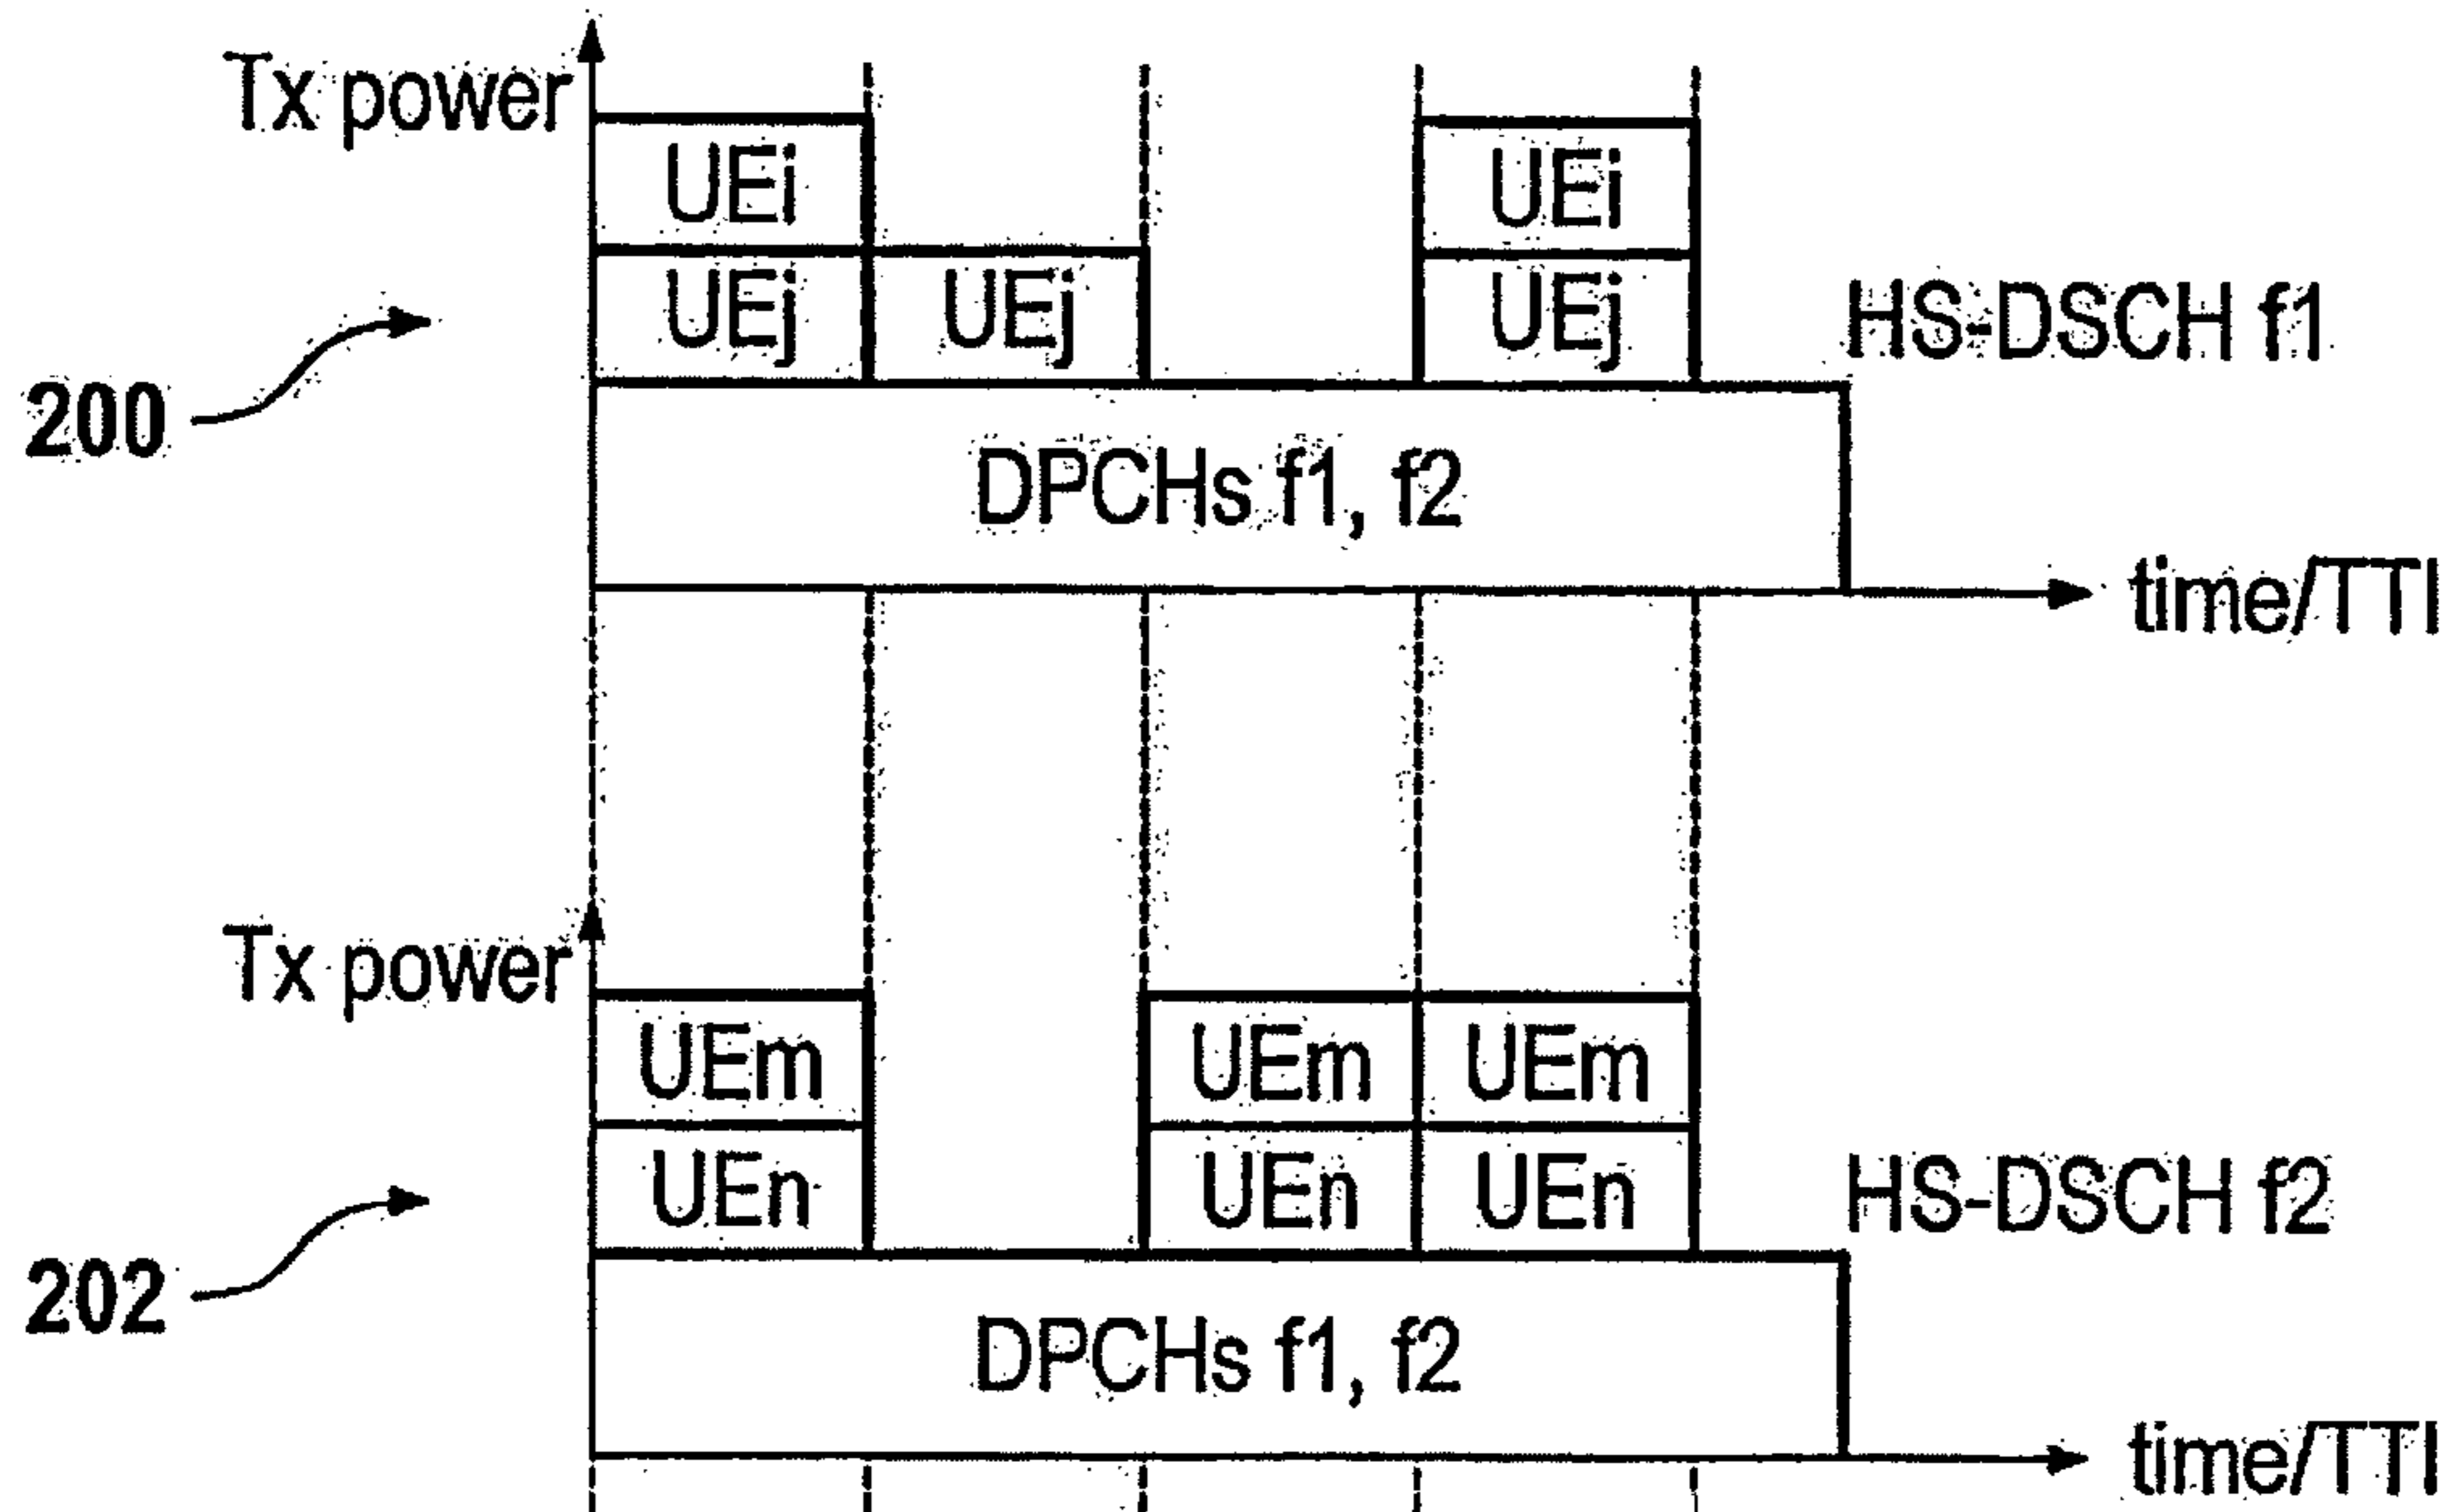 Tx power
UEi
UEi
UEj
UEj
UEj
HS-DSCH f1
200
DPCHs f1, f2
time/TTI
Tx power
UEm
UEm
UEm
UEn
UEn
UEn
HS-DSCH f2
202
DPCHs f1, f2
time/TTI